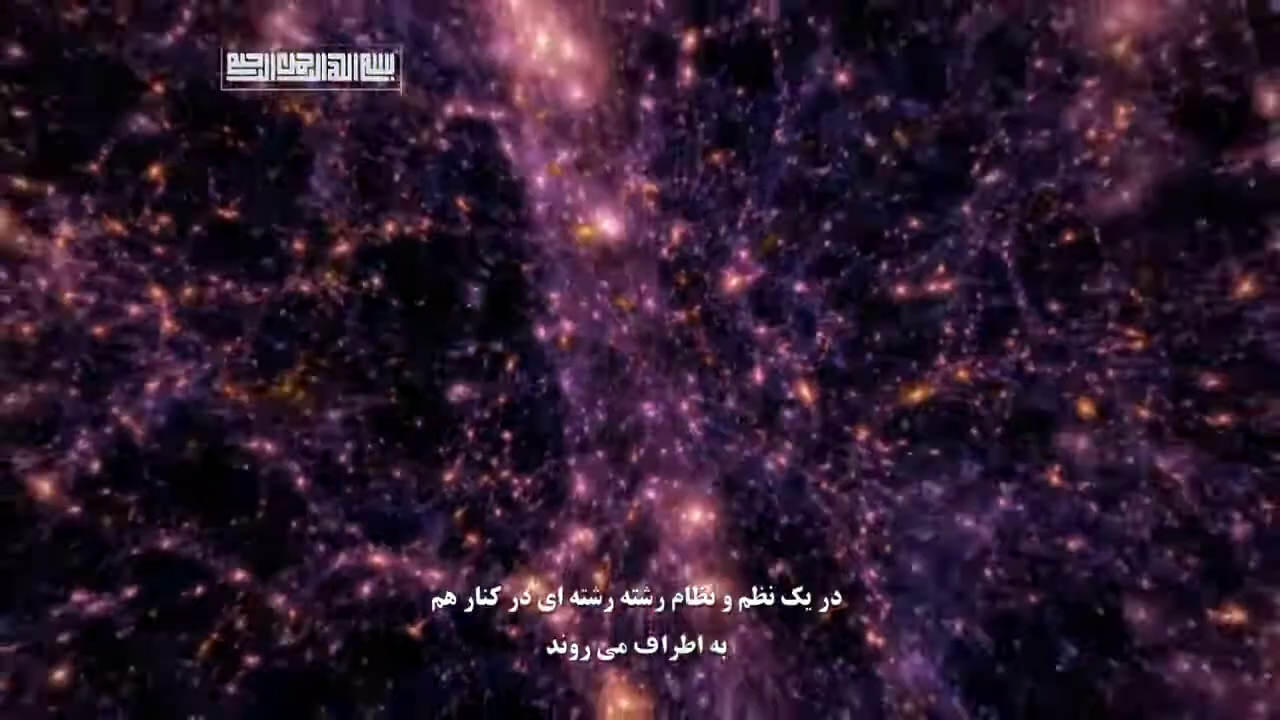 بسم الله الرحمن الرحیم
در یک نظم و نظام رشته رشته ای در کنار هم
به اطراف می روند